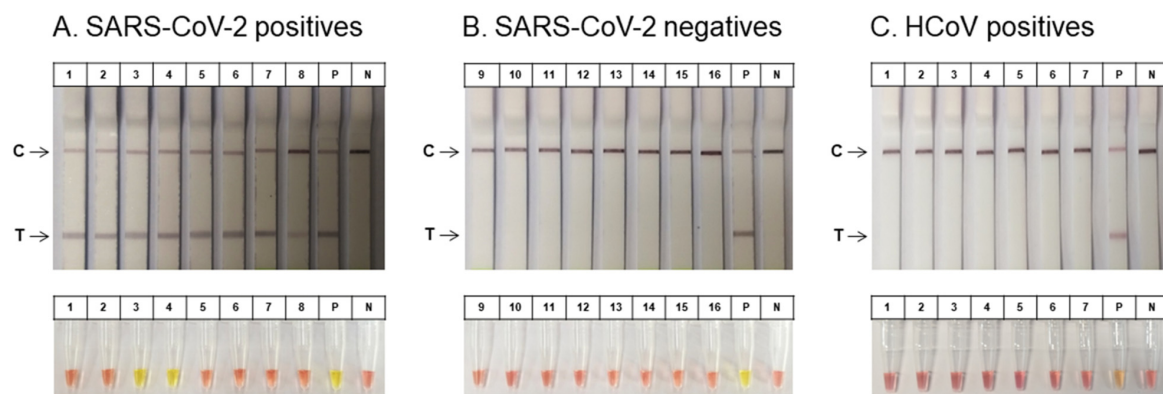 A. SARS-CoV-2 positives
1 2 3 4 5 6 7 8 P N
C →
T →
1 2 3 4 5 6 7 8 P N
B. SARS-CoV-2 negatives
9 10 11 12 13 14 15 16 P N
C →
T →
9 10 11 12 13 14 15 16 P N
C. HCoV positives
1 2 3 4 5 6 7 P N
C →
T →
1 2 3 4 5 6 7 P N